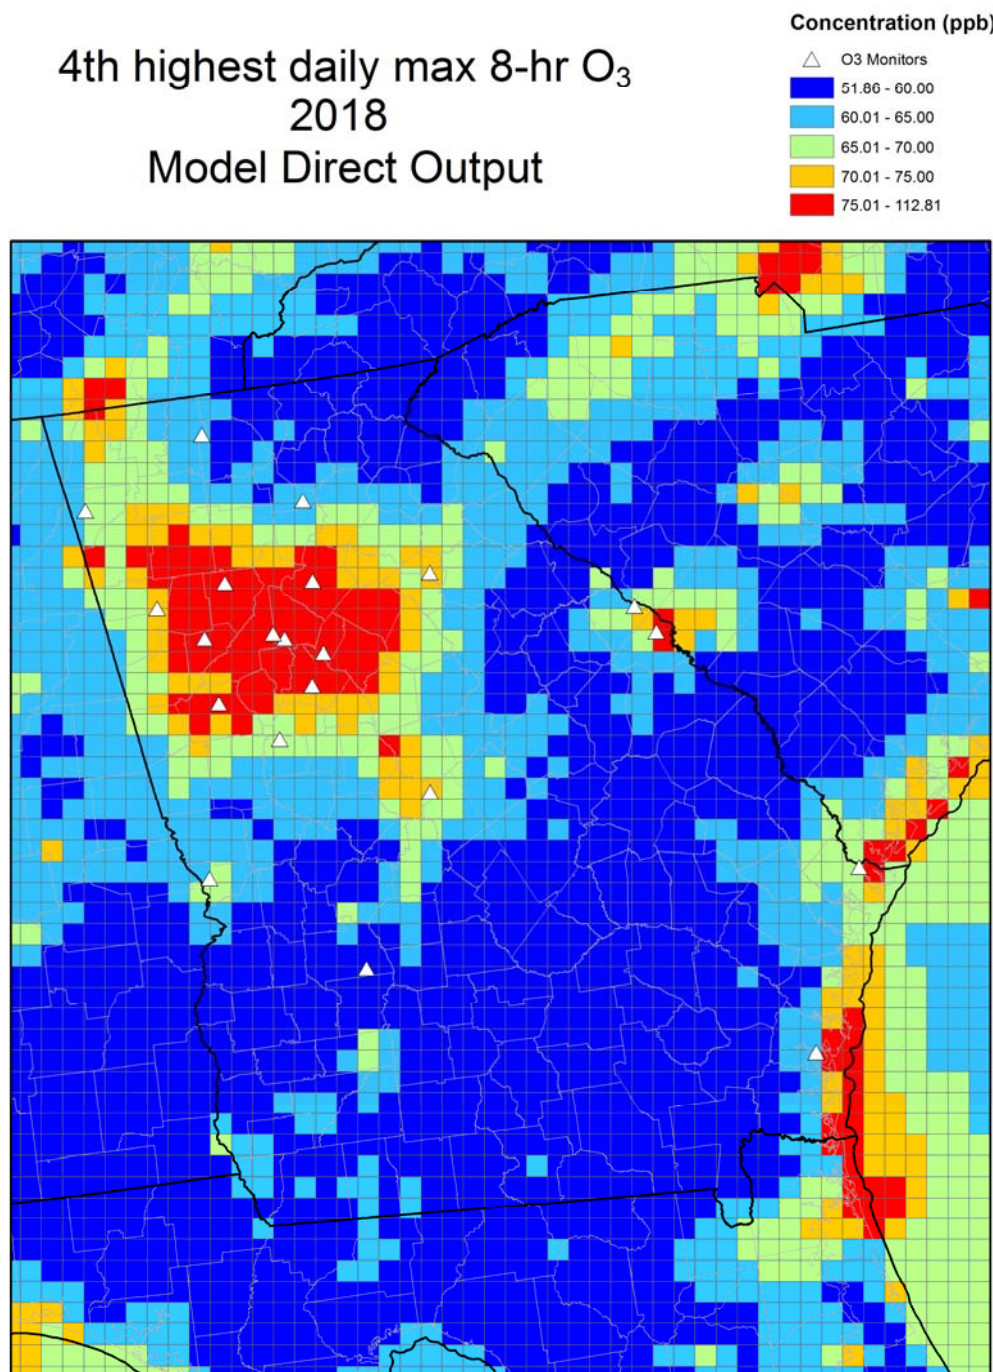 4th highest daily max 8-hr O₃
2018
Model Direct Output
Concentration (ppb)
O3 Monitors
51.86 - 60.00
60.01 - 65.00
65.01 - 70.00
70.01 - 75.00
75.01 - 112.81